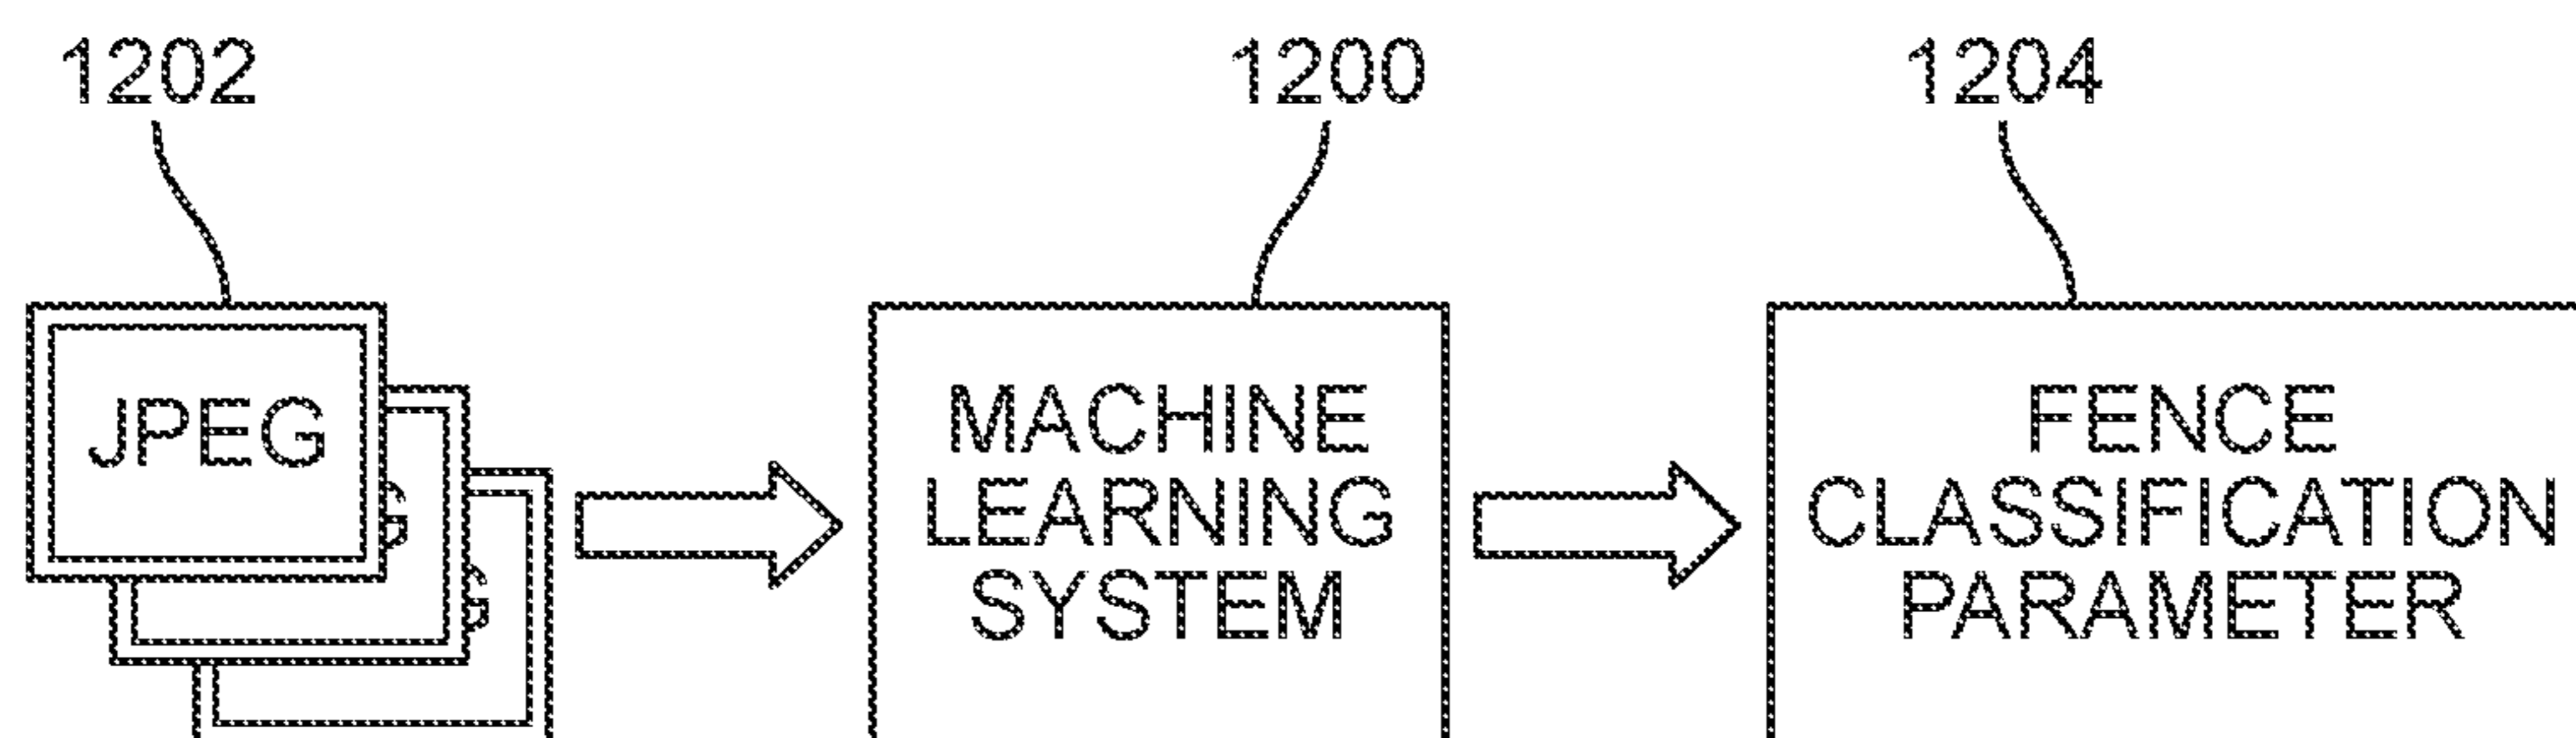 1202
1200
1204
JPEG
G
G
MACHINE
LEARNING
SYSTEM
FENCE
CLASSIFICATION
PARAMETER